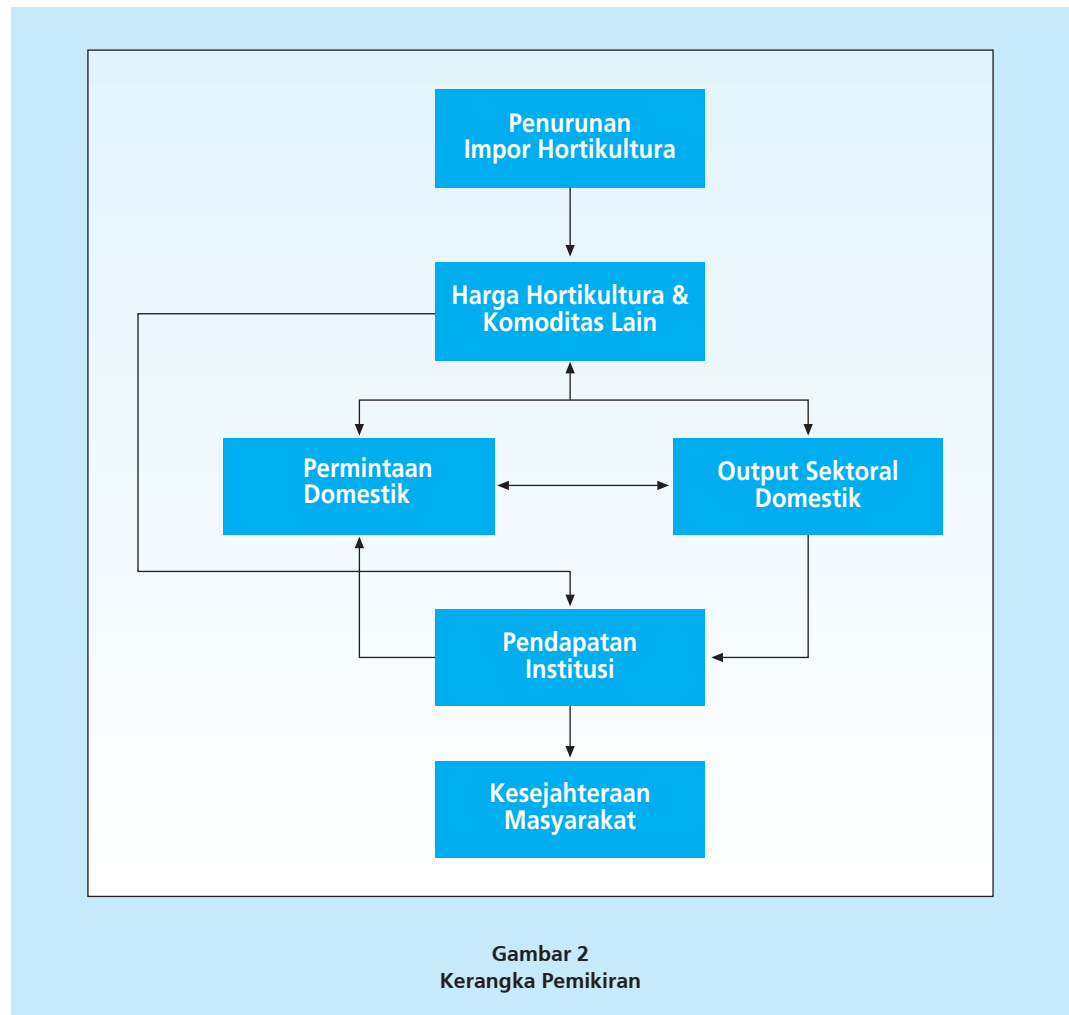 Penurunan
Impor Hortikultura
Harga Hortikultura &
Komoditas Lain
Permintaan
Domestik
Output Sektoral
Domestik
Pendapatan
Institusi
Kesejahteraan
Masyarakat
Gambar 2
Kerangka Pemikiran